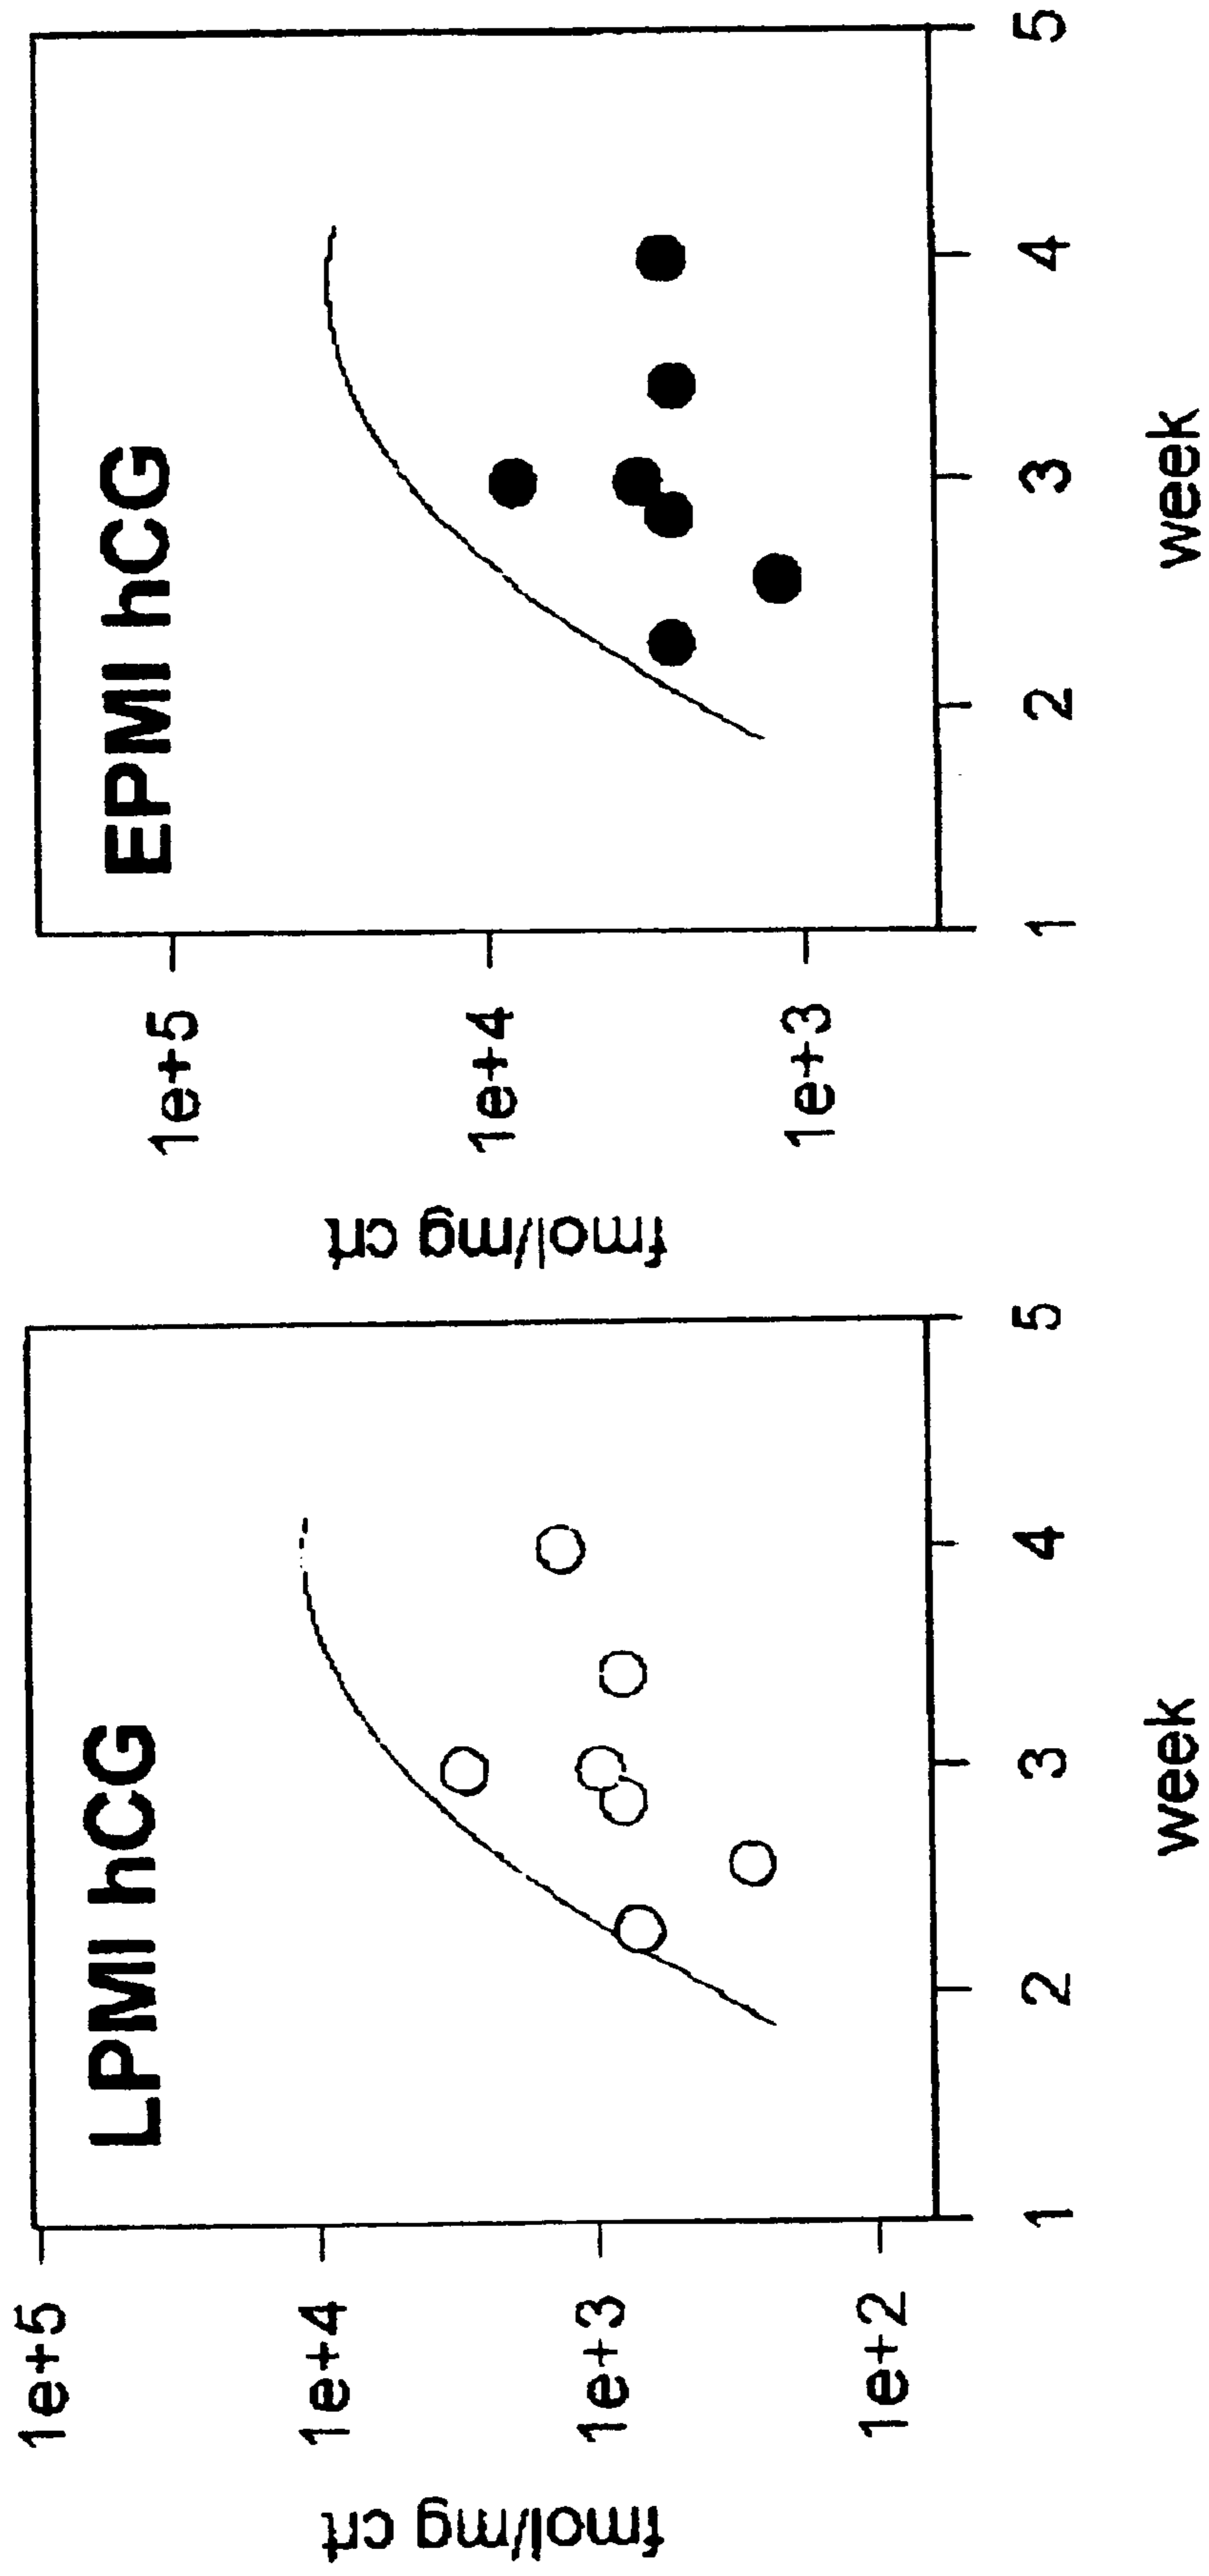 LPMI hCG
fmol/mg crt
1e+5
1e+4
1e+3
1e+2
1 2 3 4 5
week
EPMI hCG
fmol/mg crt
1e+5
1e+4
1e+3
1 2 3 4 5
week